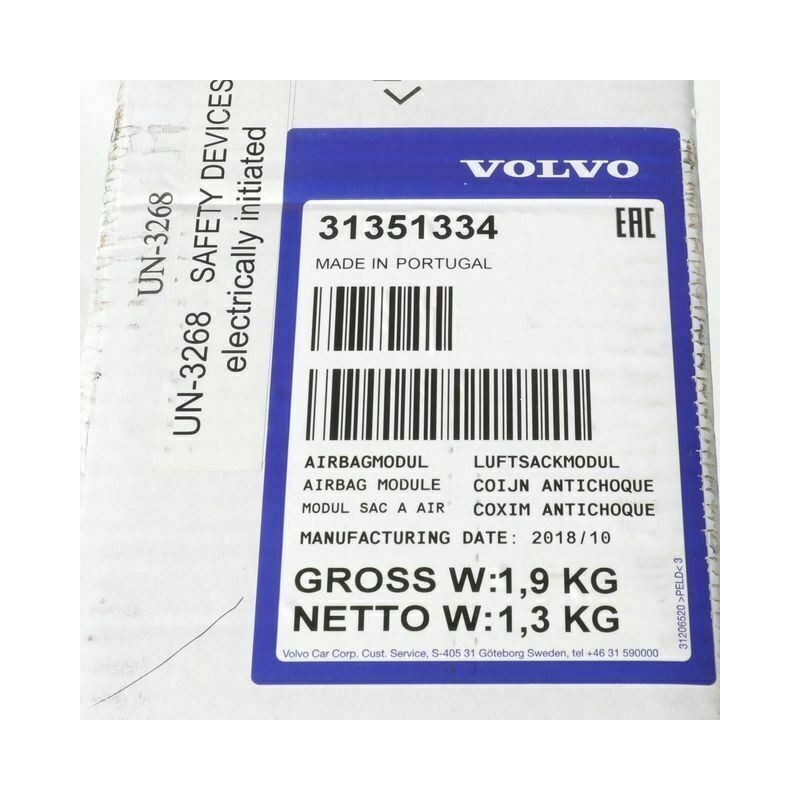 UN-3268
UN-3268 SAFETY DEVICES
electrically initiated
VOLVO
31351334
EAC
MADE IN PORTUGAL
AIRBAGMODUL LUFTSACKMODUL
AIRBAG MODULE COIJN ANTICHOQUE
MODUL SAC A AIR COXIM ANTICHOQUE
MANUFACTURING DATE: 2018/10
GROSS W:1,9 KG
NETTO W:1,3 KG
Volvo Car Corp. Cust. Service, S-405 31 Göteborg Sweden, tel +46 31 590000
31206520 >PELD< 3